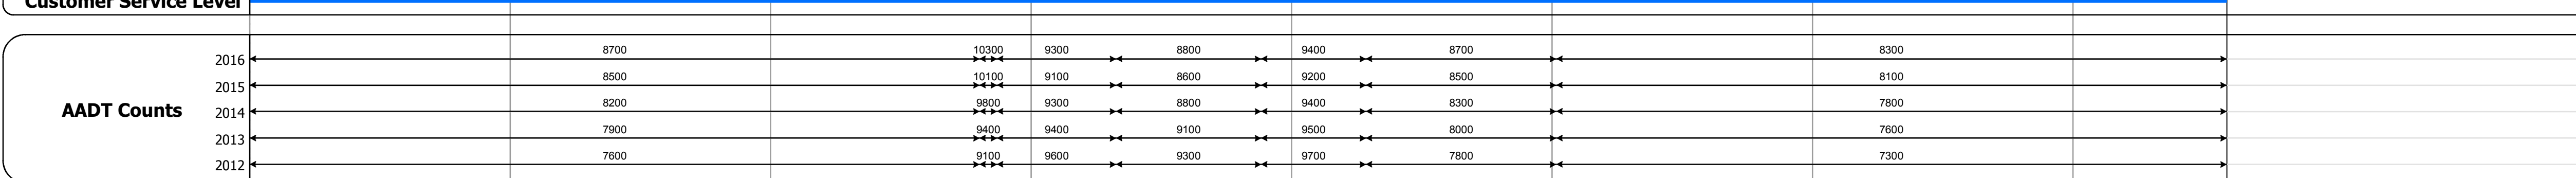 Customer Service Level
AADT Counts
2016 8700 10300 9300 8800 9400 8700 8300
2015 8500 10100 9100 8600 9200 8500 8100
2014 8200 9800 9300 8800 9400 8300 7800
2013 7900 9400 9400 9100 9500 8000 7600
2012 7600 9100 9600 9300 9700 7800 7300